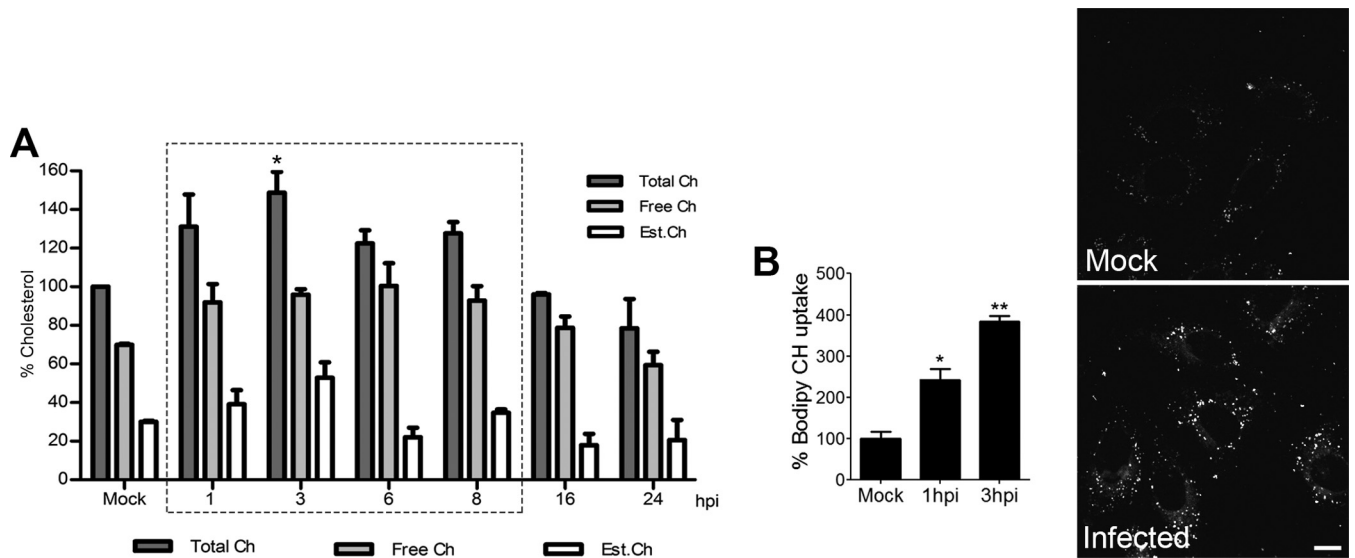 A
% Cholesterol
160
140
120
100
80
60
40
20
0
*
Total Ch
Free Ch
Est.Ch
Mock 1 3 6 8 16 24 hpi
Total Ch Free Ch Est.Ch
B
% Bodipy CH uptake
500
400
300
200
100
0
*
**
Mock 1hpi 3hpi
Mock
Infected